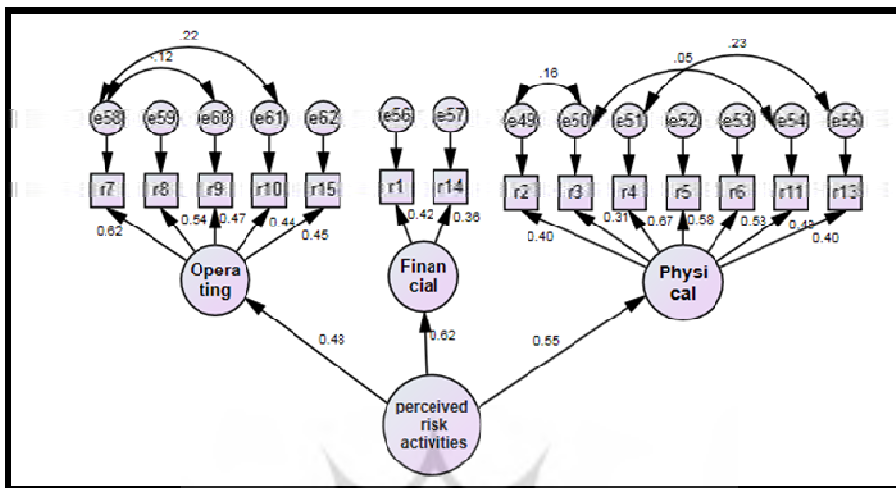 .22
.12
.16
.05
.23
e58 e59 e60 e61 e62
e56 e57
e49 e50 e51 e52 e53 e54 e55
r7 r8 r9 r10 r15
r1 r14
r2 r3 r4 r5 r6 r11 r13
0.62 0.54 0.47 0.44 0.45
0.42 0.36
0.40 0.31 0.67 0.58 0.53 0.40
Opera
ting
Finan
cial
Physi
cal
0.48
0.62
0.55
perceived
risk
activities